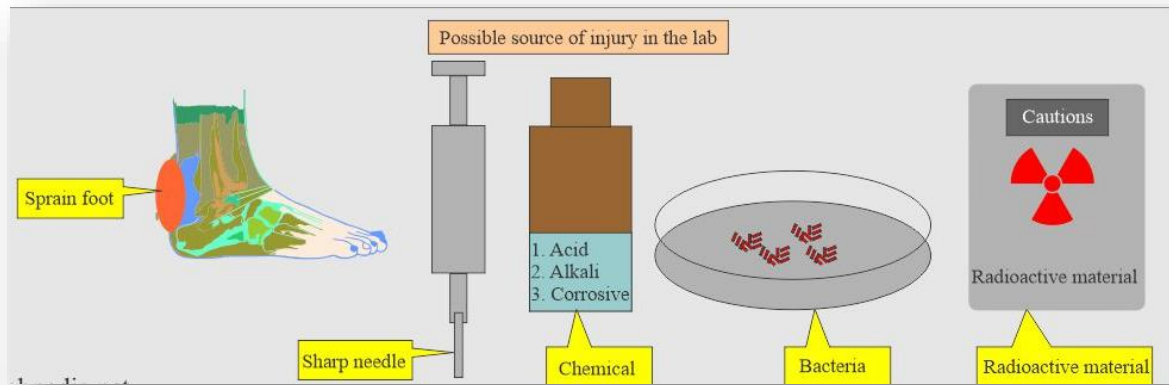 Possible source of injury in the lab
Cautions
Sprain foot
1. Acid
2. Alkali
3. Corrosive
Radioactive material
Sharp needle
Chemical
Bacteria
Radioactive material